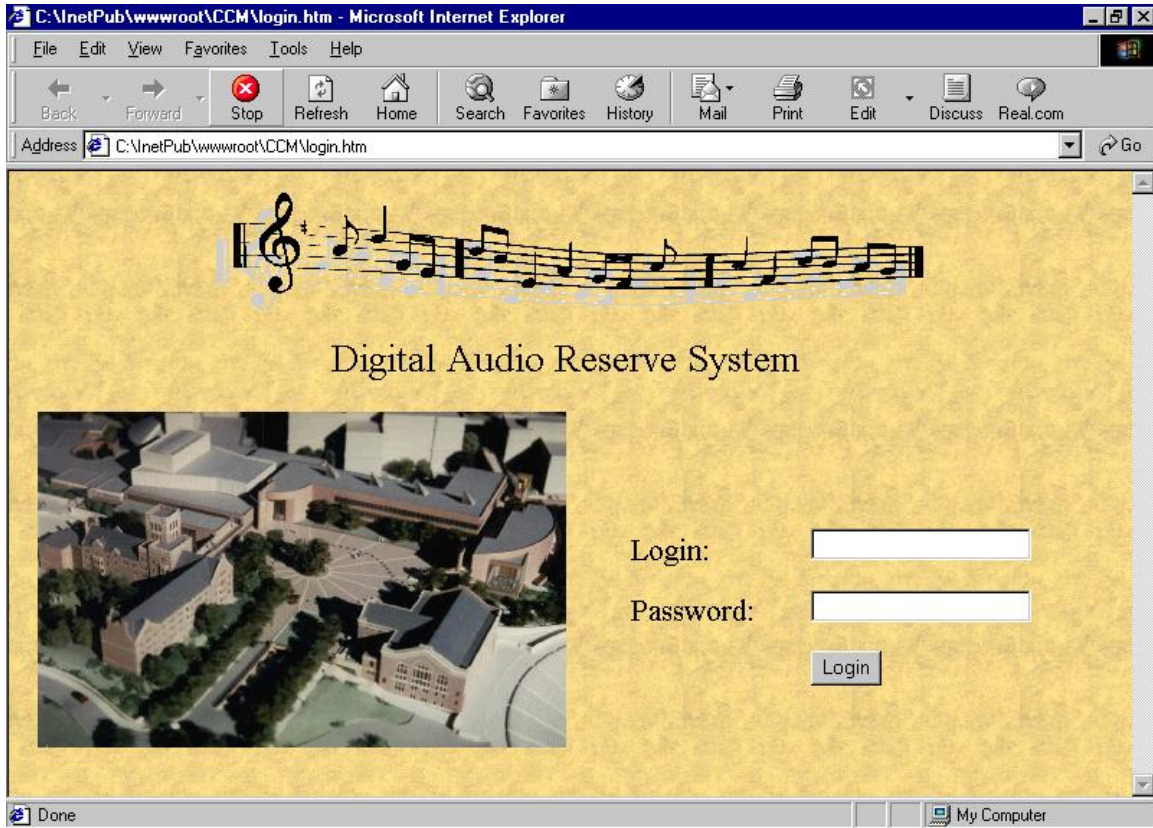 C:\InetPub\wwwroot\CCM\login.htm - Microsoft Internet Explorer
File Edit View Favorites Tools Help
Back Forward Stop Refresh Home Search Favorites History Mail Print Edit Discuss Real.com
Address C:\InetPub\wwwroot\CCM\login.htm Go
Digital Audio Reserve System
Login:
Password:
Login
Done My Computer